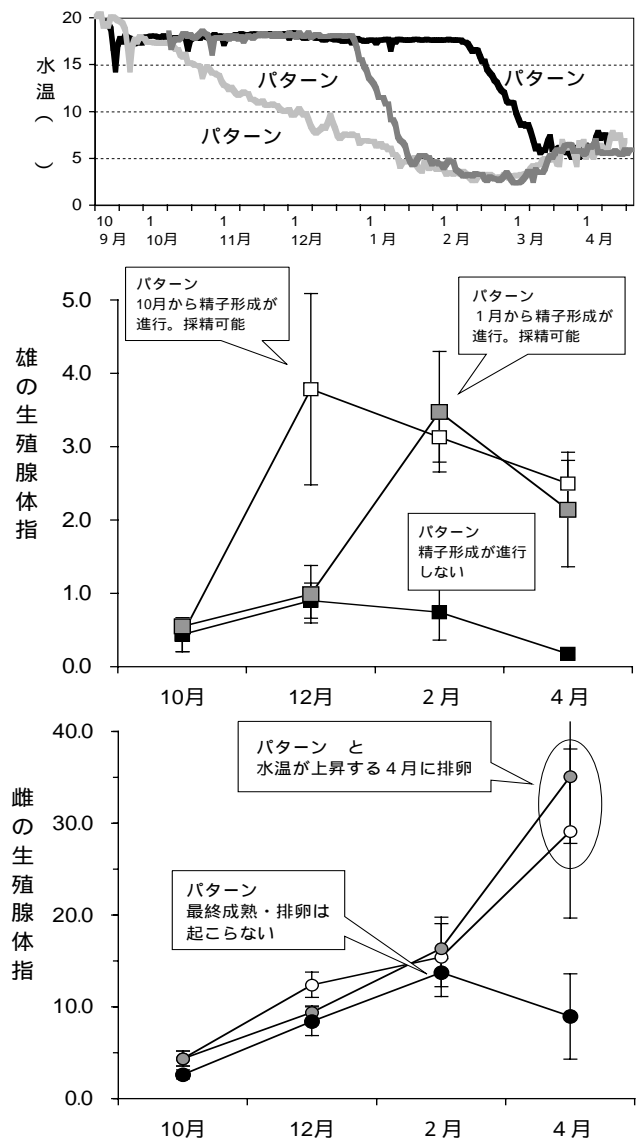 20
15
10
5
0
水温( (
パターン
パターン
パターン
10 1 1 1 1 1 1 1
9月 10月 11月 12月 1月 2月 3月 4月
雄の生殖腺体指
5.0
4.0
3.0
2.0
1.0
0.0
パターン
10月から精子形成が
進行。採精可能
パターン
1月から精子形成が
進行。採精可能
パターン
精子形成が進行
しない
10月 12月 2月 4月
雌の生殖腺体指
40.0
30.0
20.0
10.0
0.0
パターン と
水温が上昇する4月に排卵
パターン
最終成熟・排卵は
起こらない
10月 12月 2月 4月